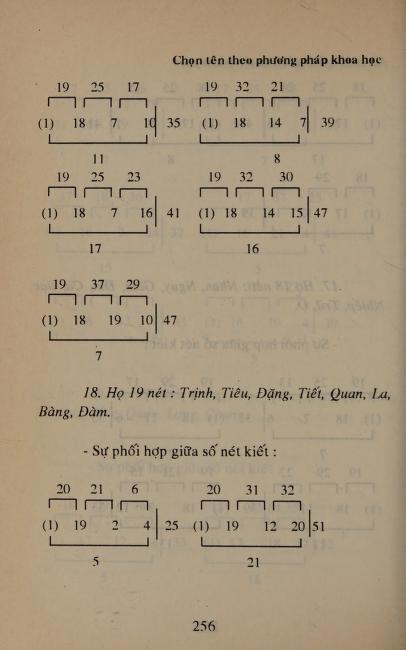 Chọn tên theo phương pháp khoa học
19 25 17 19 32 21
(1) 18 7 10 35 (1) 18 14 7 39
11 8
19 25 23 19 32 30
(1) 18 7 16 41 (1) 18 14 15 47
17 16
19 37 29
(1) 18 19 10 47
7
18. Họ 19 nét : Trịnh, Tiêu, Đặng, Tiết, Quan, La,
Bàng, Đàm.
- Sự phối hợp giữa số nét kiết :
20 21 6 20 31 32
(1) 19 2 4 25 (1) 19 12 20 51
5 21
256